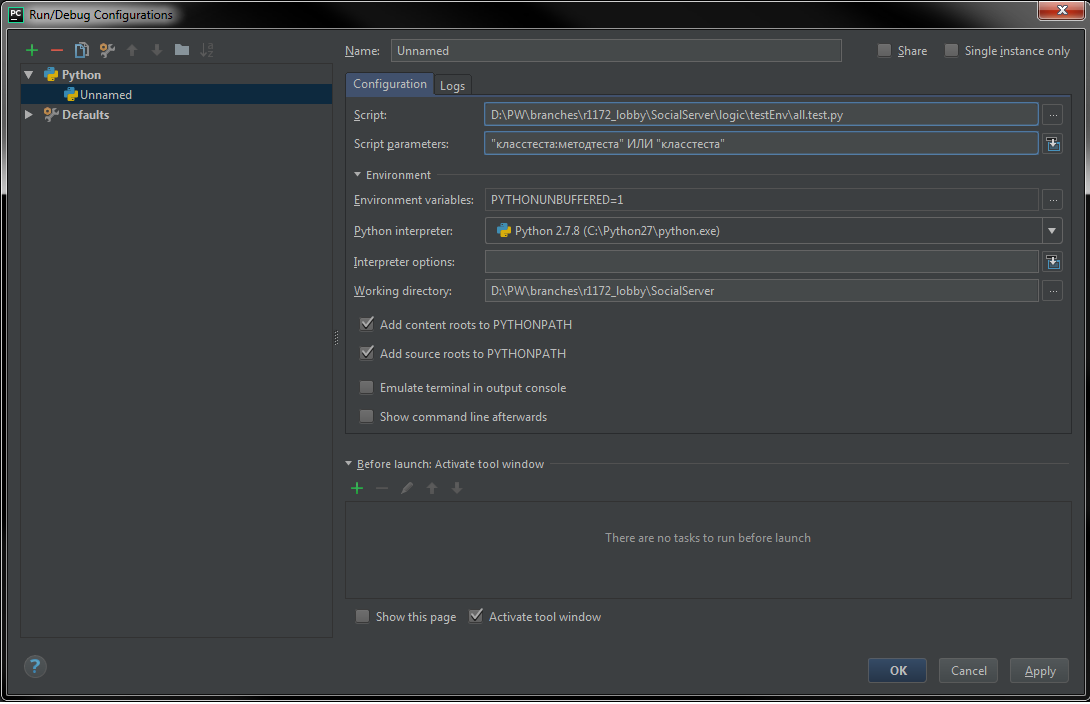 PC Run/Debug Configurations
Python
Unnamed
Defaults
Name: Unnamed Share Single instance only
Configuration Logs
Script: D:\PW\branches\r1172_lobby\SocialServer\logic\testEnv\all.test.py ...
Script parameters: "класстеста:методтеста" ИЛИ "класстеста"
Environment
Environment variables: PYTHONUNBUFFERED=1 ...
Python interpreter: Python 2.7.8 (C:\Python27\python.exe)
Interpreter options:
Working directory: D:\PW\branches\r1172_lobby\SocialServer ...
Add content roots to PYTHONPATH
Add source roots to PYTHONPATH
Emulate terminal in output console
Show command line afterwards
Before launch: Activate tool window
There are no tasks to run before launch
Show this page Activate tool window
? OK Cancel Apply